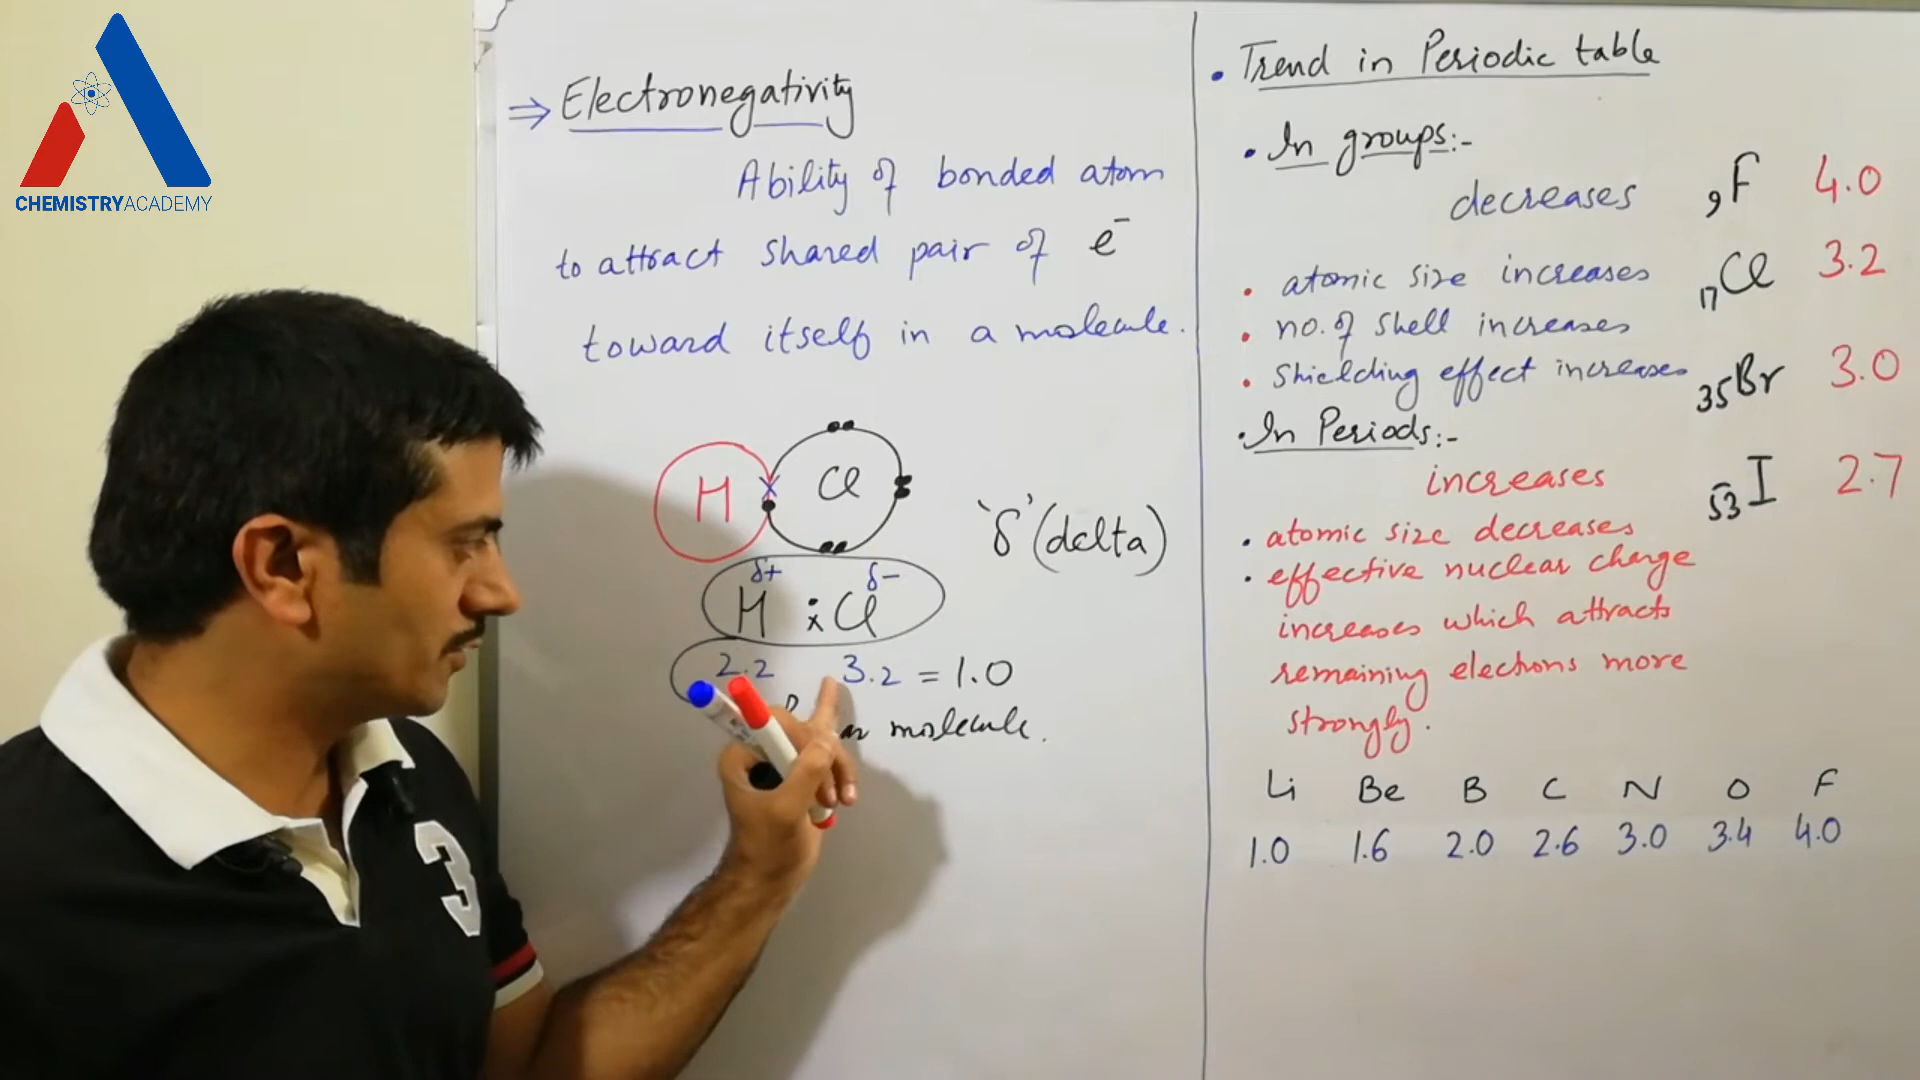 CHEMISTRYACADEMY
⇒ Electronegativity
Ability of bonded atom
to attract shared pair of e⁻
toward itself in a molecule.
H x Cl
'δ' (delta)
δ+ δ−
H : x x Cl
2.2 3.2 = 1.0
molecule.
3
• Trend in Periodic table
• In groups:-
decreases
• atomic size increases
• no. of shell increases
• Shielding effect increases
₉F 4.0
₁₇Cl 3.2
₃₅Br 3.0
₅₃I 2.7
• In Periods:-
increases
• atomic size decreases
• effective nuclear charge
increases which attracts
remaining electrons more
strongly.
Li Be B C N O F
1.0 1.6 2.0 2.6 3.0 3.4 4.0